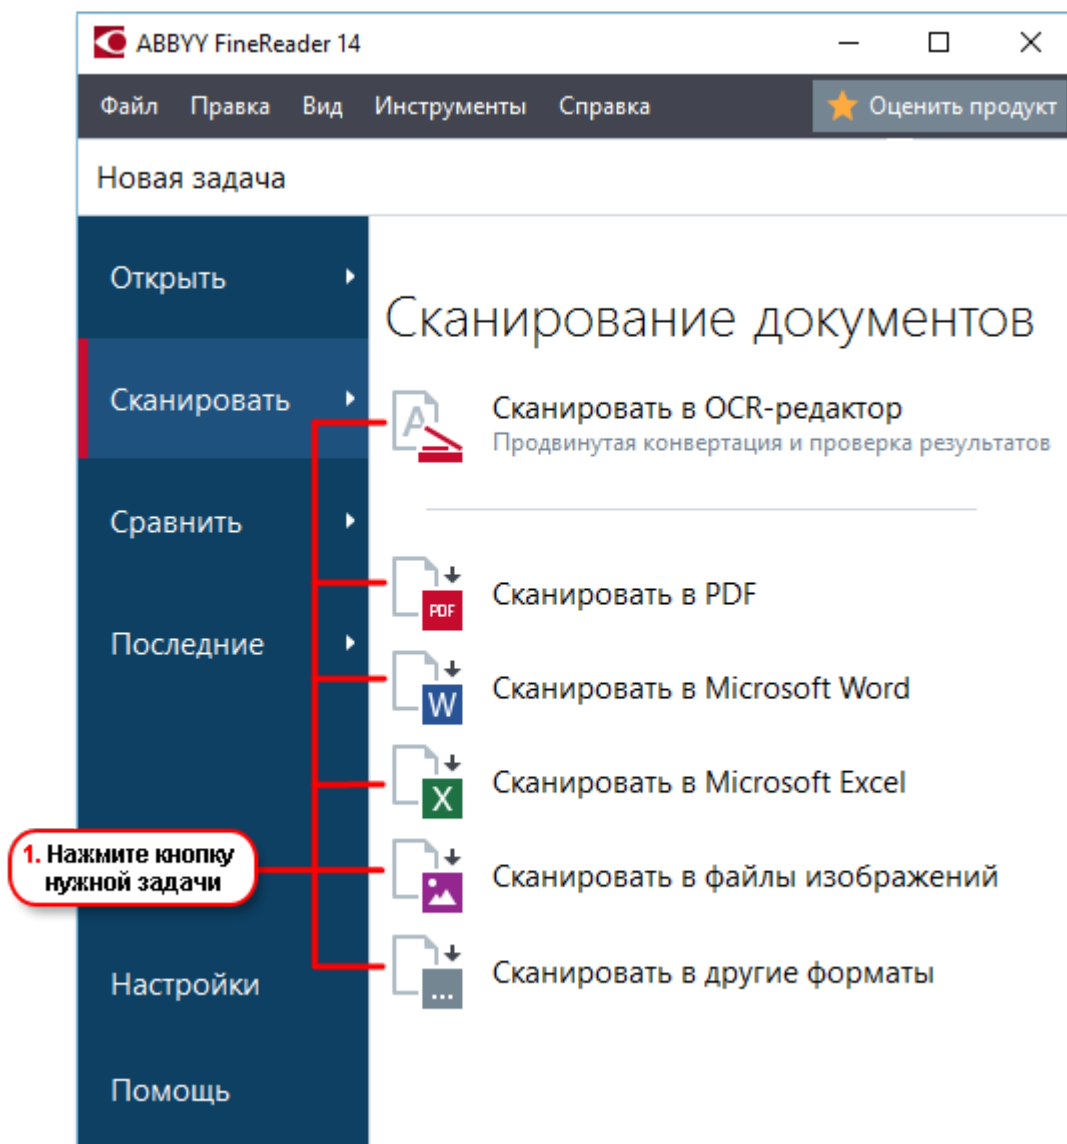 ABBYY FineReader 14
Файл Правка Вид Инструменты Справка Оценить продукт
Новая задача
Открыть
Сканировать
Сравнить
Последние
1. Нажмите кнопку
нужной задачи
Настройки
Помощь
Сканирование документов
A
Сканировать в OCR-редактор
Продвинутая конвертация и проверка результатов
PDF
Сканировать в PDF
W
Сканировать в Microsoft Word
X
Сканировать в Microsoft Excel
Сканировать в файлы изображений
...
Сканировать в другие форматы